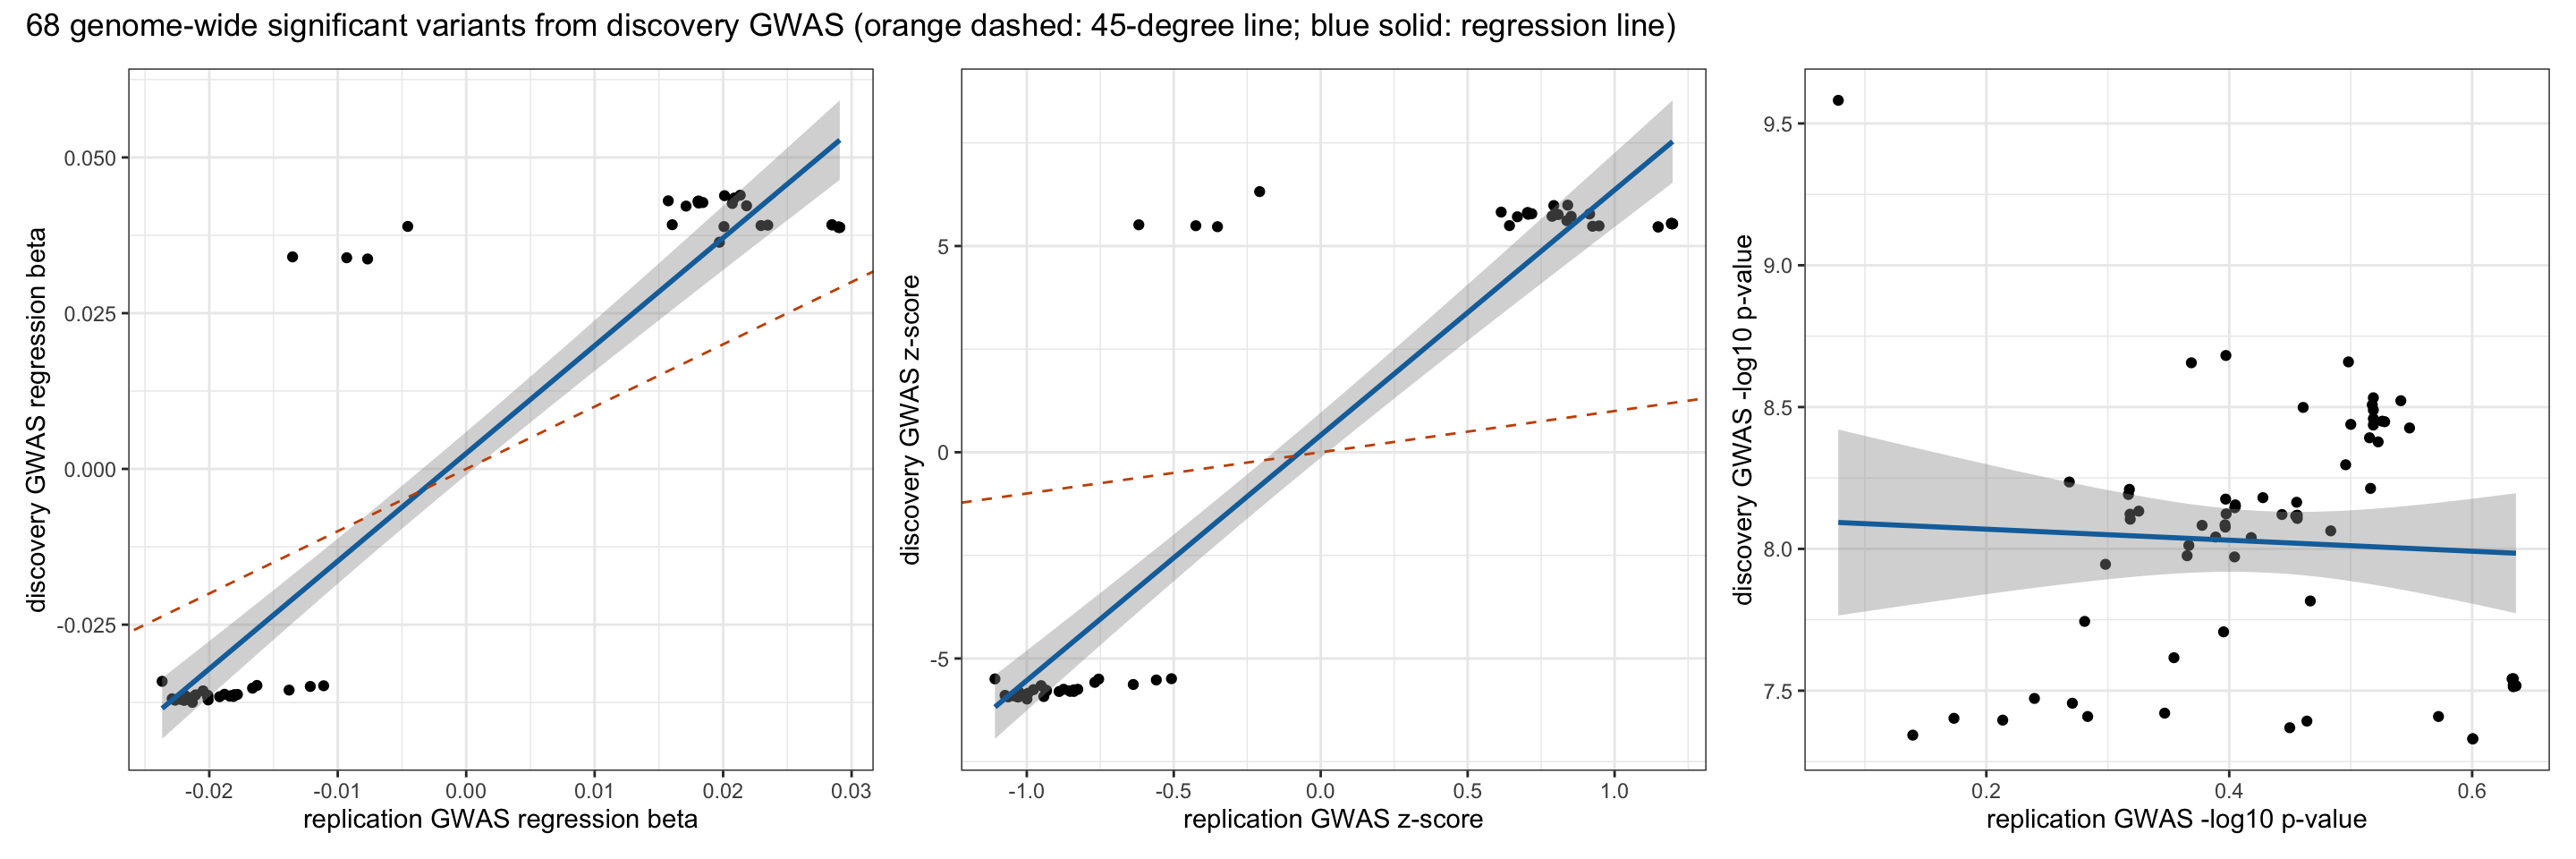 68 genome-wide significant variants from discovery GWAS (orange dashed: 45-degree line; blue solid: regression line)
discovery GWAS regression beta
0.050
0.025
0.000
-0.025
-0.02 -0.01 0.00 0.01 0.02 0.03
replication GWAS regression beta
discovery GWAS z-score
5
0
-5
-1.0 -0.5 0.0 0.5 1.0
replication GWAS z-score
discovery GWAS -log10 p-value
9.5
9.0
8.5
8.0
7.5
0.2 0.4 0.6
replication GWAS -log10 p-value